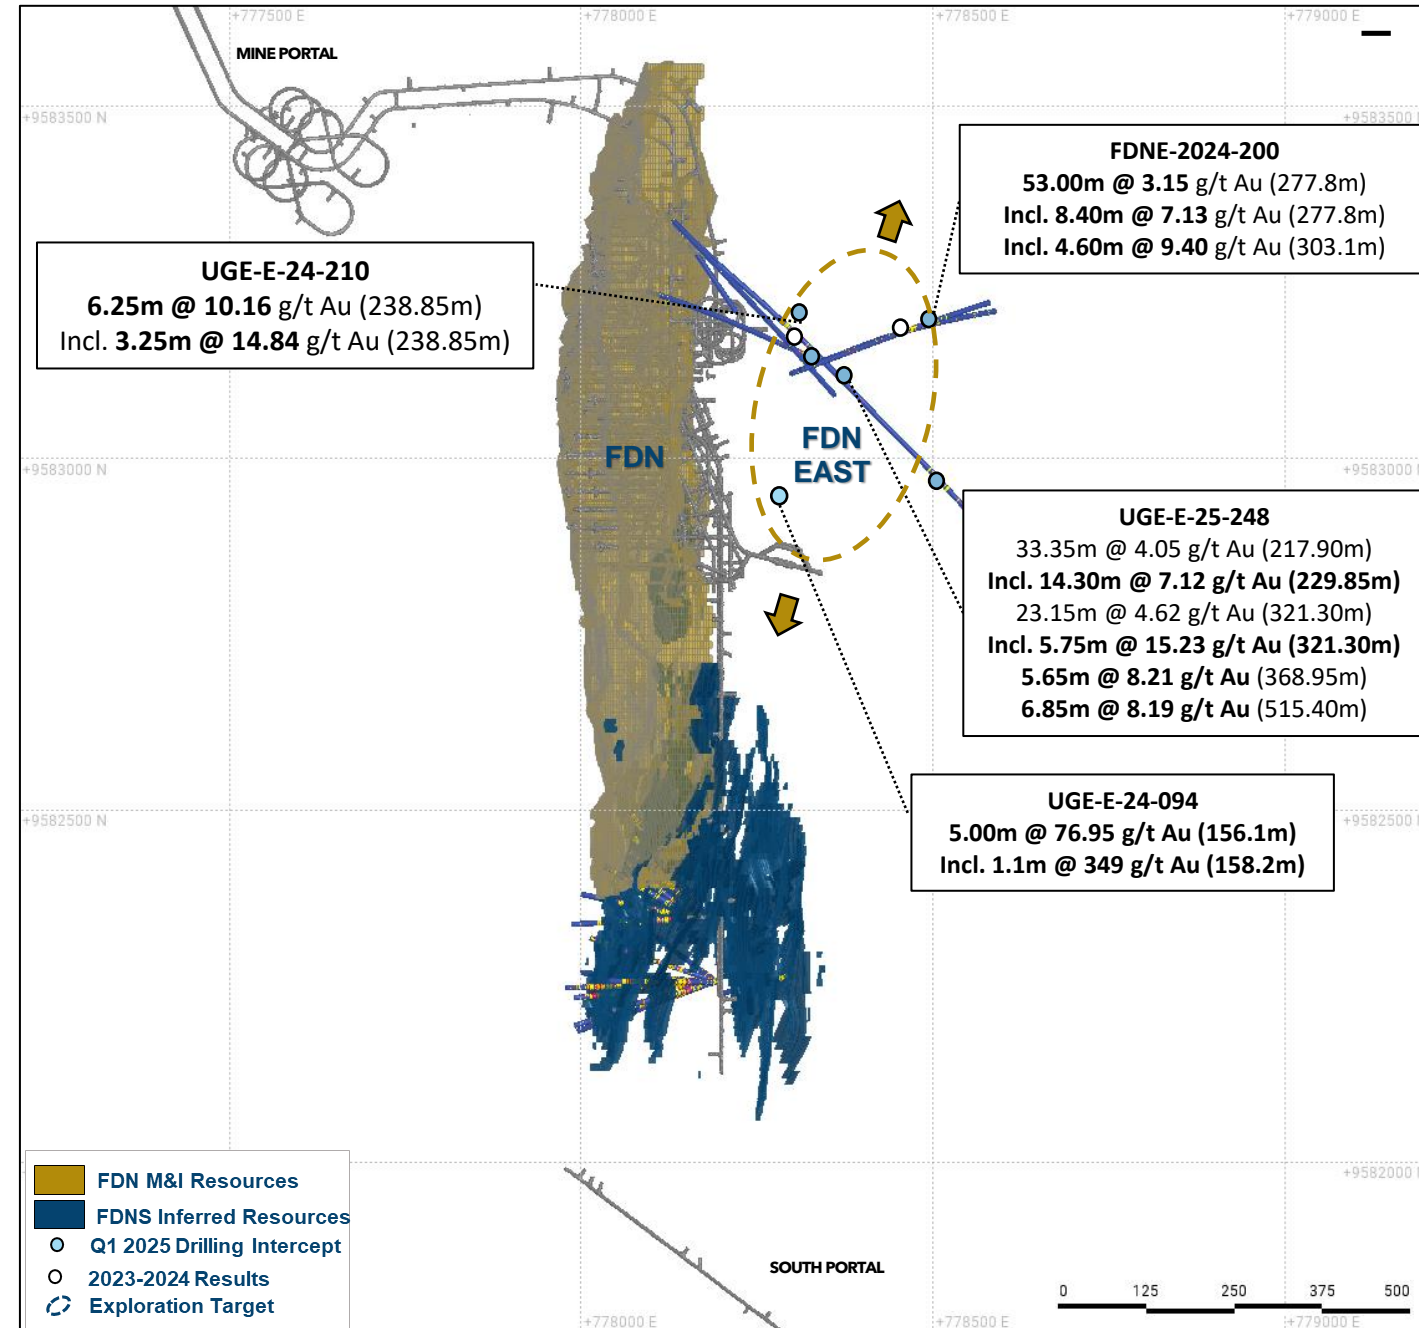 +777500 E
+778000 E
+778500 E
+779000 E
MINE PORTAL
+9583500 N
+9583500 N
FDNE-2024-200
53.00m @ 3.15 g/t Au (277.8m)
Incl. 8.40m @ 7.13 g/t Au (277.8m)
Incl. 4.60m @ 9.40 g/t Au (303.1m)
UGE-E-24-210
6.25m @ 10.16 g/t Au (238.85m)
Incl. 3.25m @ 14.84 g/t Au (238.85m)
FDN
FDN
EAST
+9583000 N
+9583000 N
UGE-E-25-248
33.35m @ 4.05 g/t Au (217.90m)
Incl. 14.30m @ 7.12 g/t Au (229.85m)
23.15m @ 4.62 g/t Au (321.30m)
Incl. 5.75m @ 15.23 g/t Au (321.30m)
5.65m @ 8.21 g/t Au (368.95m)
6.85m @ 8.19 g/t Au (515.40m)
UGE-E-24-094
5.00m @ 76.95 g/t Au (156.1m)
Incl. 1.1m @ 349 g/t Au (158.2m)
+9582500 N
+9582500 N
+9582000 N
FDN M&I Resources
FDNS Inferred Resources
Q1 2025 Drilling Intercept
2023-2024 Results
Exploration Target
SOUTH PORTAL
0 125 250 375 500
+778000 E
+778500 E
+779000 E